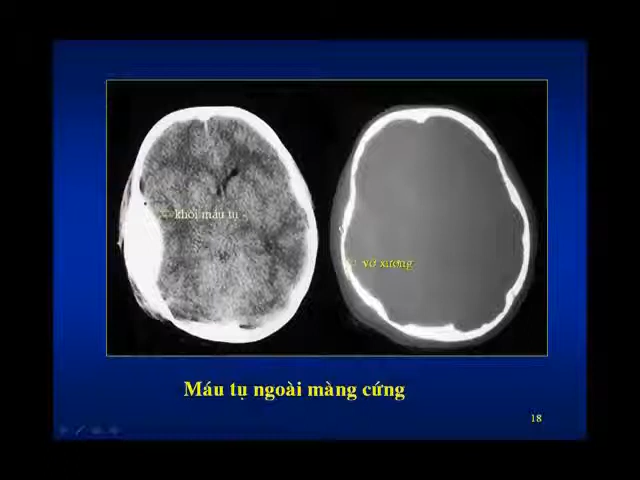 khối máu tụ
vỡ xương
Máu tụ ngoài màng cứng
18